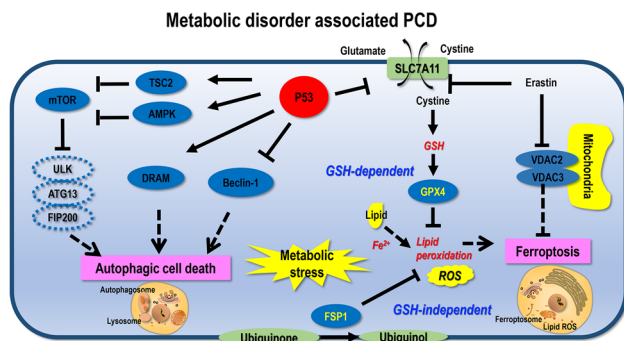 Metabolic disorder associated PCD
Glutamate
Cystine
SLC7A11
TSC2
P53
Erastin
mTOR
AMPK
Cystine
GSH
VDAC2
VDAC3
Mitochondria
ULK
ATG13
FIP200
DRAM
Beclin-1
GSH-dependent
GPX4
Lipid
Fe²⁺
Lipid
peroxidation
Ferroptosis
Autophagic cell death
Metabolic
stress
ROS
Autophagosome
Lysosome
FSP1
GSH-independent
Ferroptosome
Lipid ROS
Ubiquinone
Ubiquinol